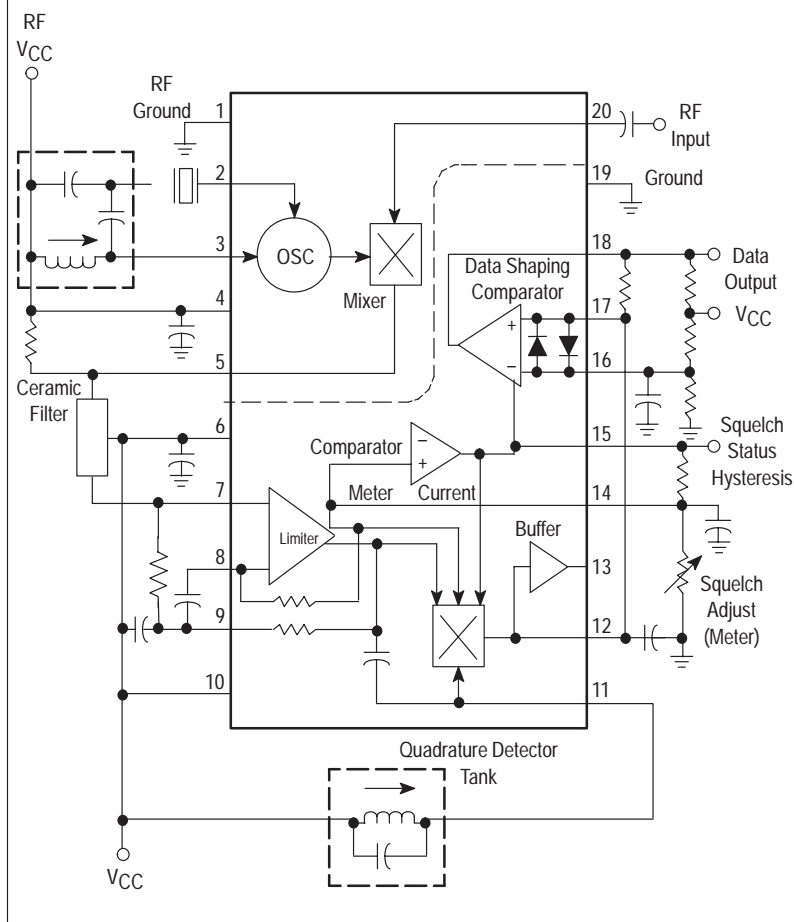 RF
VCC
RF
Ground
1
20
RF
Input
2
19
Ground
3
OSC
Mixer
18
Data
Output
Data Shaping
Comparator
17
VCC
+
4
16
−
5
Ceramic
Filter
6
15
Squelch
Status
Hysteresis
Comparator
−
+
7
Meter
Current
14
Limiter
Buffer
8
13
Squelch
Adjust
(Meter)
9
12
10
11
Quadrature Detector
Tank
VCC